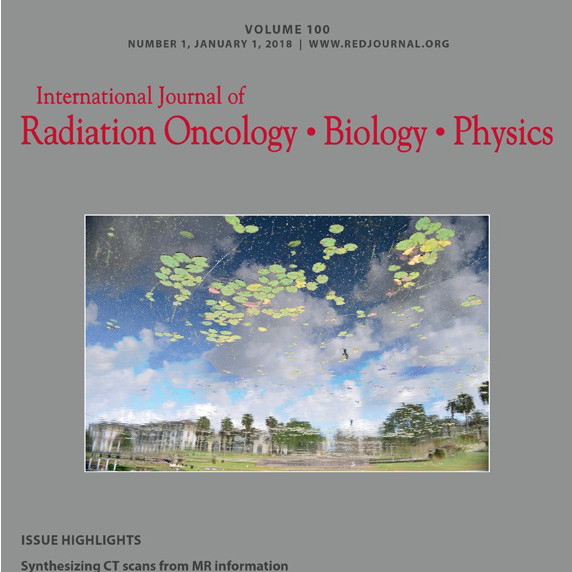 VOLUME 100
NUMBER 1, JANUARY 1, 2018 | WWW.REDJOURNAL.ORG
International Journal of
Radiation Oncology • Biology • Physics
ISSUE HIGHLIGHTS
Synthesizing CT scans from MR information